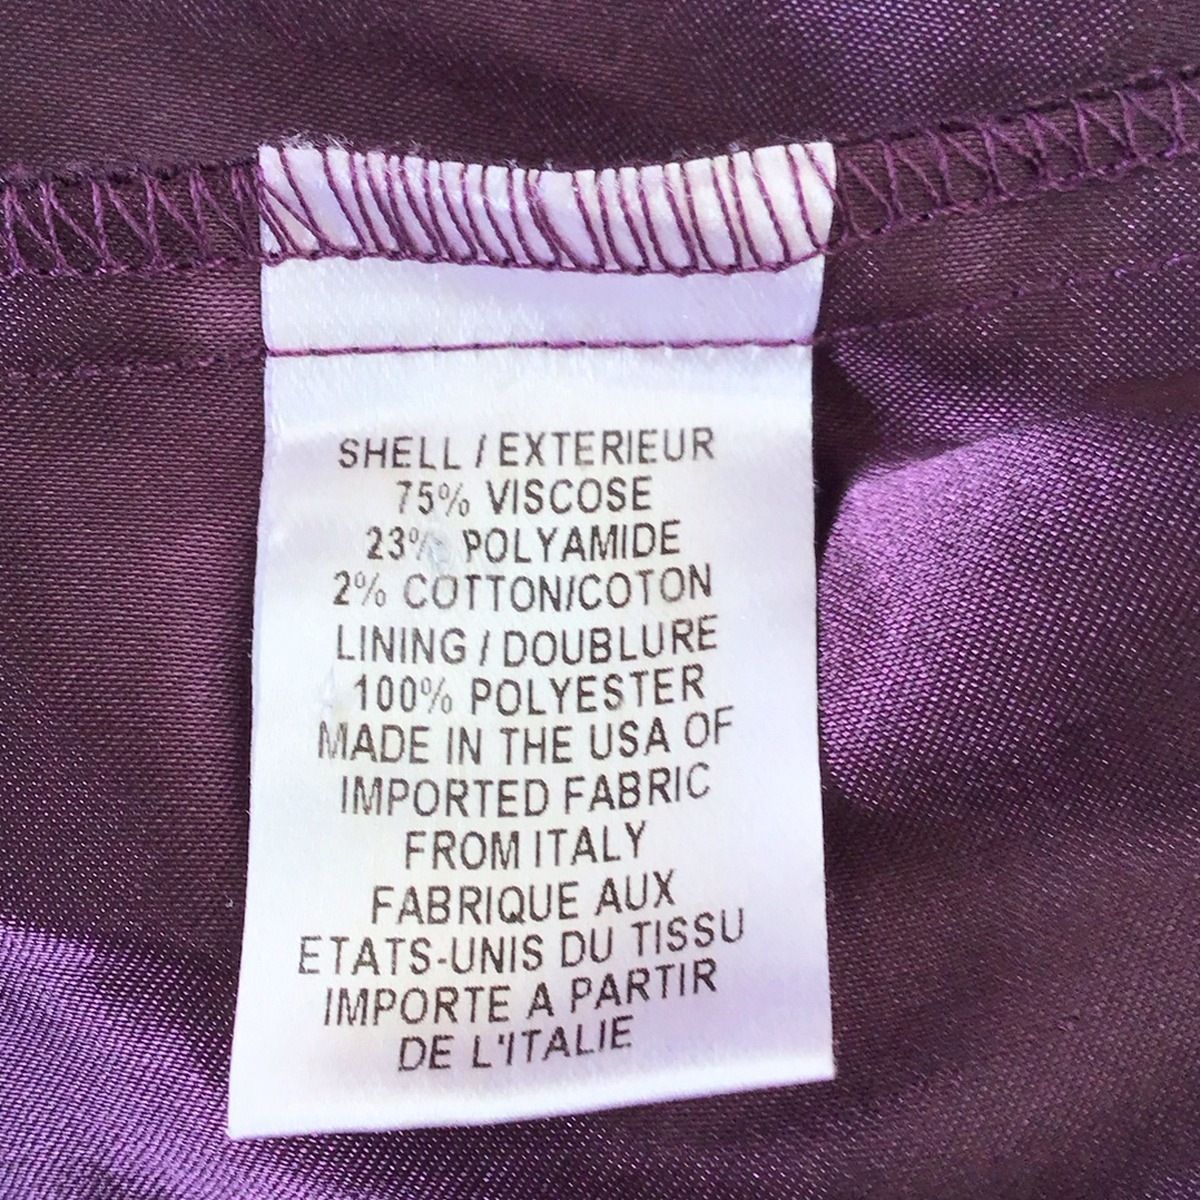 SHELL / EXTERIEUR
75% VISCOSE
23% POLYAMIDE
2% COTTON/COTON
LINING / DOUBLURE
100% POLYESTER
MADE IN THE USA OF
IMPORTED FABRIC
FROM ITALY
FABRIQUE AUX
ETATS-UNIS DU TISSU
IMPORTE A PARTIR
DE L'ITALIE